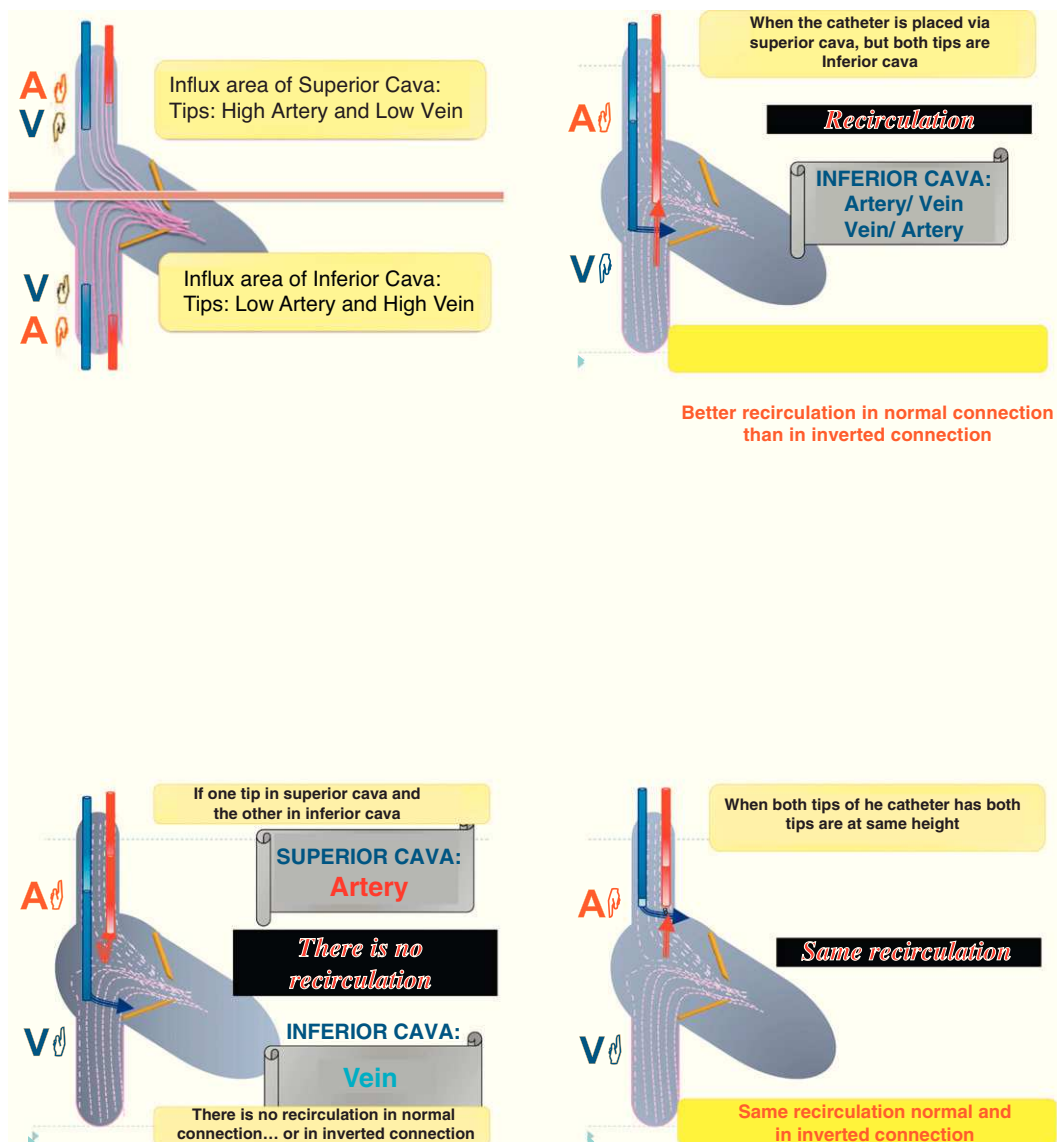 A
V
Influx area of Superior Cava:
Tips: High Artery and Low Vein
V
A
Influx area of Inferior Cava:
Tips: Low Artery and High Vein
When the catheter is placed via
superior cava, but both tips are
Inferior cava
A
Recirculation
INFERIOR CAVA:
Artery/ Vein
Vein/ Artery
V
Better recirculation in normal connection
than in inverted connection
If one tip in superior cava and
the other in inferior cava
SUPERIOR CAVA:
Artery
A
There is no
recirculation
V
INFERIOR CAVA:
Vein
There is no recirculation in normal
connection... or in inverted connection
When both tips of he catheter has both
tips are at same height
A
Same recirculation
V
Same recirculation normal and
in inverted connection